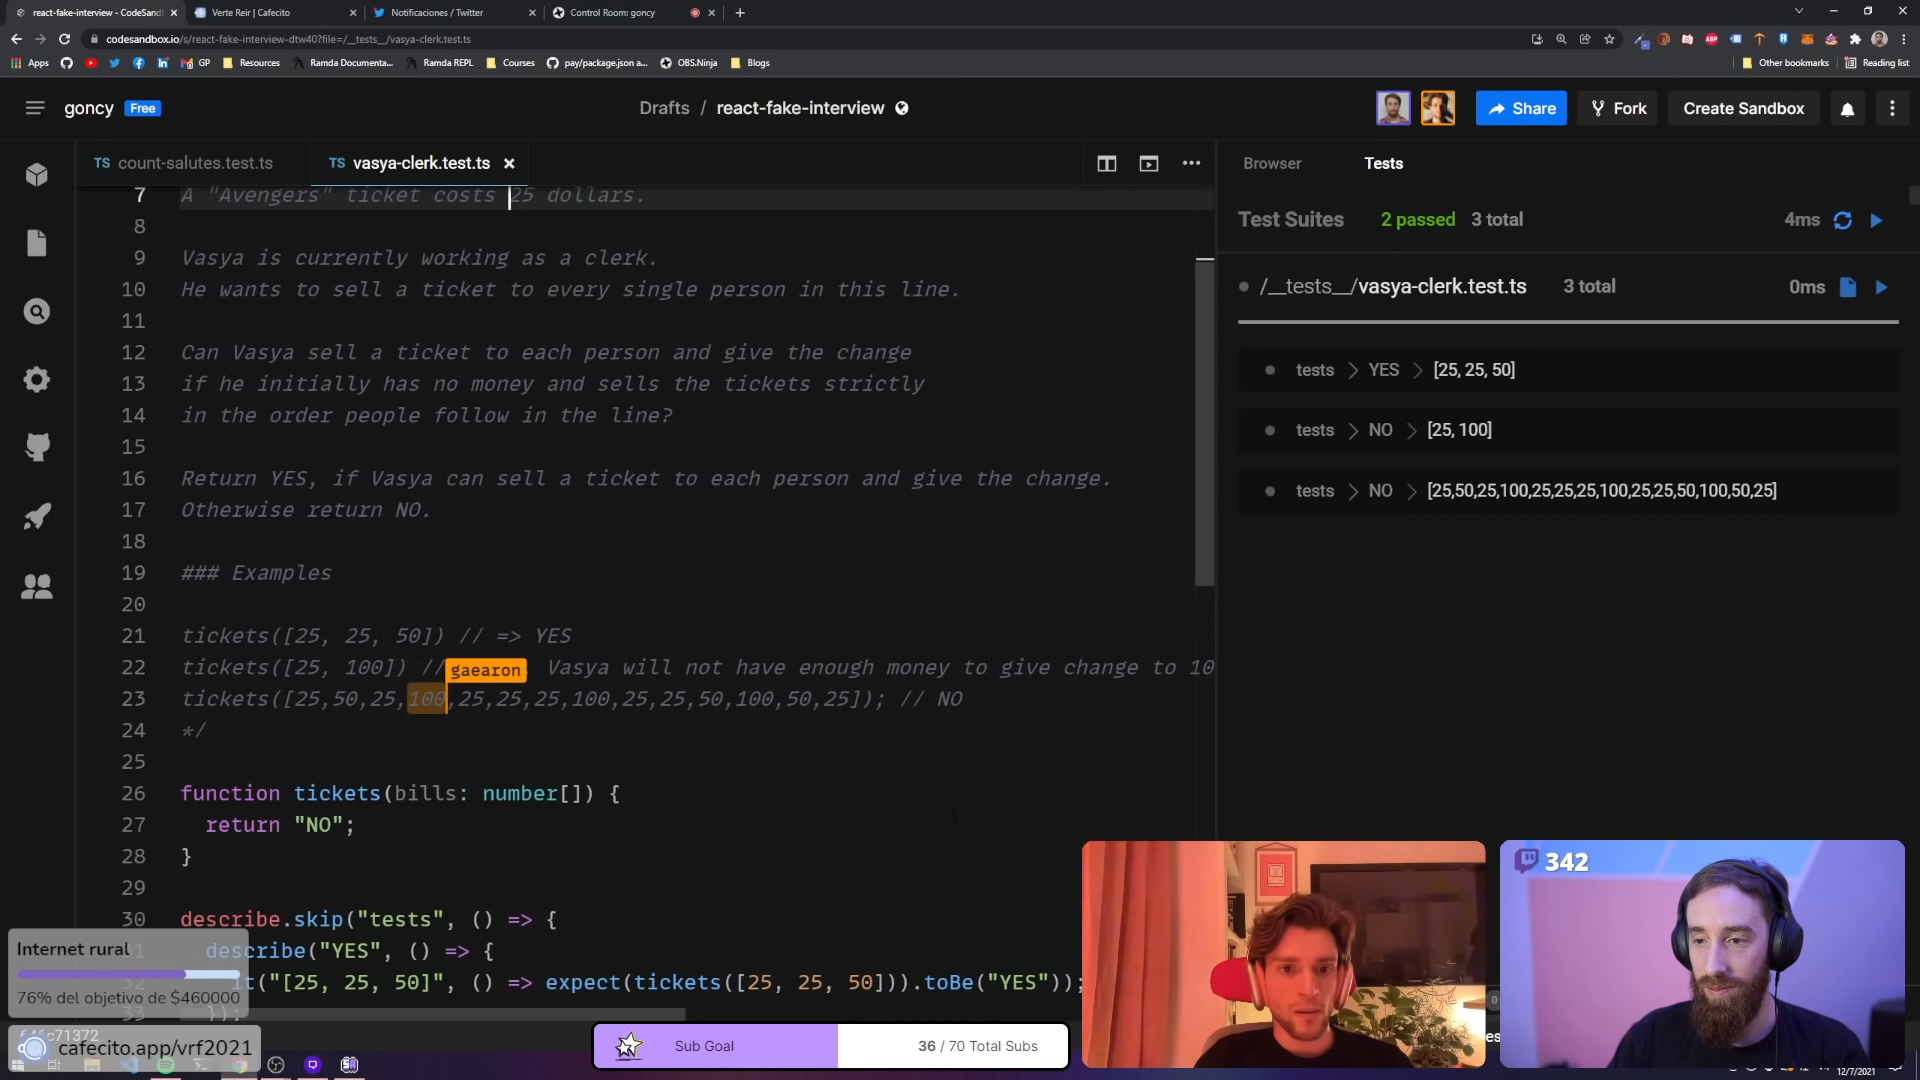 react-fake-interview - CodeSand
Verte Reir | Cafecito
Notificaciones / Twitter
Control Room: goncy
codesandbox.io/s/react-fake-interview-dtw40?file=/__tests__/vasya-clerk.test.ts
Apps
GP
Resources
Ramda Documenta...
Ramda REPL
Courses
pay/package.json a...
OBS.Ninja
Blogs
Other bookmarks
Reading list
goncy Free
Drafts / react-fake-interview
Share
Fork
Create Sandbox
TS count-salutes.test.ts
TS vasya-clerk.test.ts
Browser
Tests
7 A "Avengers" ticket costs 25 dollars.
8
9 Vasya is currently working as a clerk.
10 He wants to sell a ticket to every single person in this line.
11
12 Can Vasya sell a ticket to each person and give the change
13 if he initially has no money and sells the tickets strictly
14 in the order people follow in the line?
15
16 Return YES, if Vasya can sell a ticket to each person and give the change.
17 Otherwise return NO.
18
19 ### Examples
20
21 tickets([25, 25, 50]) // => YES
22 tickets([25, 100]) // Vasya will not have enough money to give change to 10
gaearon
23 tickets([25,50,25,100,25,25,25,100,25,25,50,100,50,25]); // NO
24 */
25
26 function tickets(bills: number[]) {
27 return "NO";
28 }
29
30 describe.skip("tests", () => {
describe("YES", () => {
t("[25, 25, 50]", () => expect(tickets([25, 25, 50])).toBe("YES"));
});
Test Suites 2 passed 3 total 4ms
/__tests__/vasya-clerk.test.ts 3 total 0ms
tests > YES > [25, 25, 50]
tests > NO > [25, 100]
tests > NO > [25,50,25,100,25,25,25,100,25,25,50,100,50,25]
Internet rural
76% del objetivo de $460000
cafecito.app/vrf2021
Sub Goal
36 / 70 Total Subs
342
12/7/2021